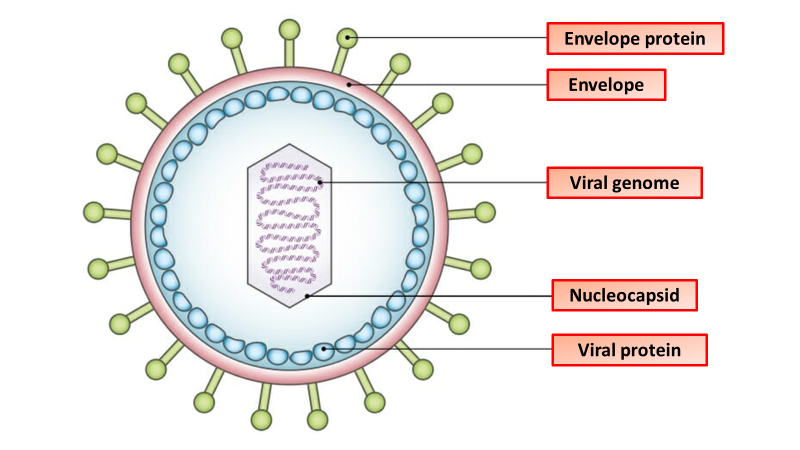 Envelope protein
Envelope
Viral genome
Nucleocapsid
Viral protein